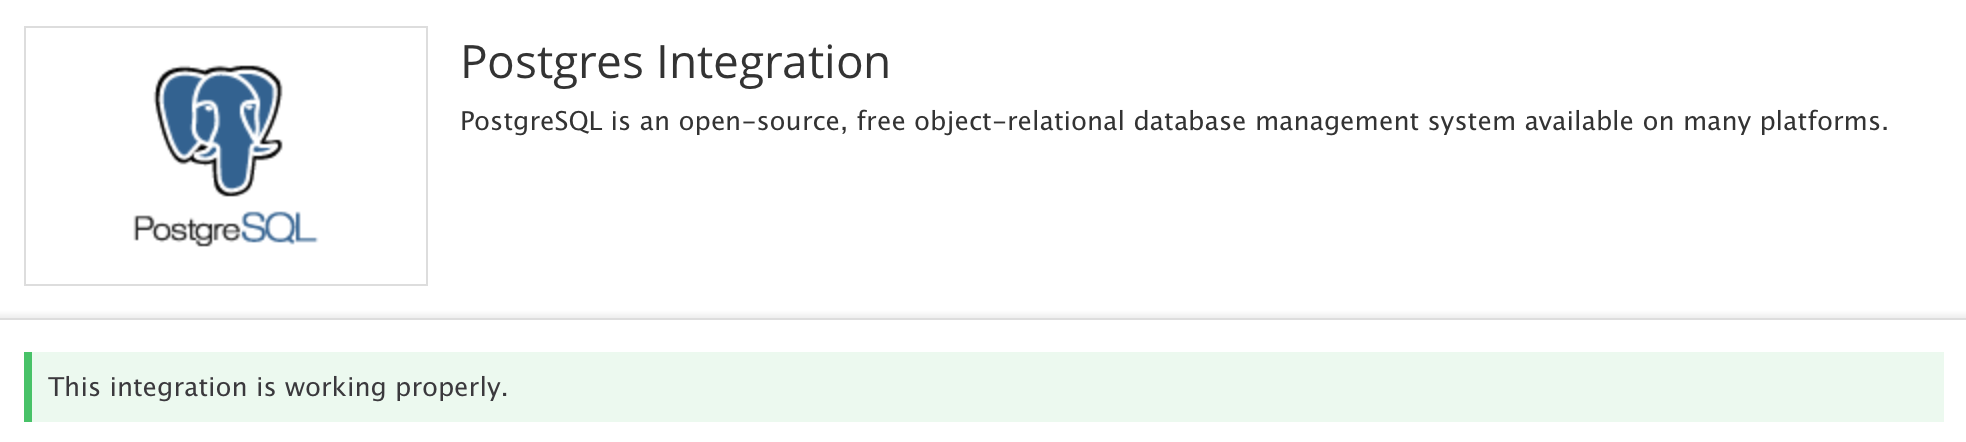 PostgreSQL
Postgres Integration
PostgreSQL is an open-source, free object-relational database management system available on many platforms.
This integration is working properly.